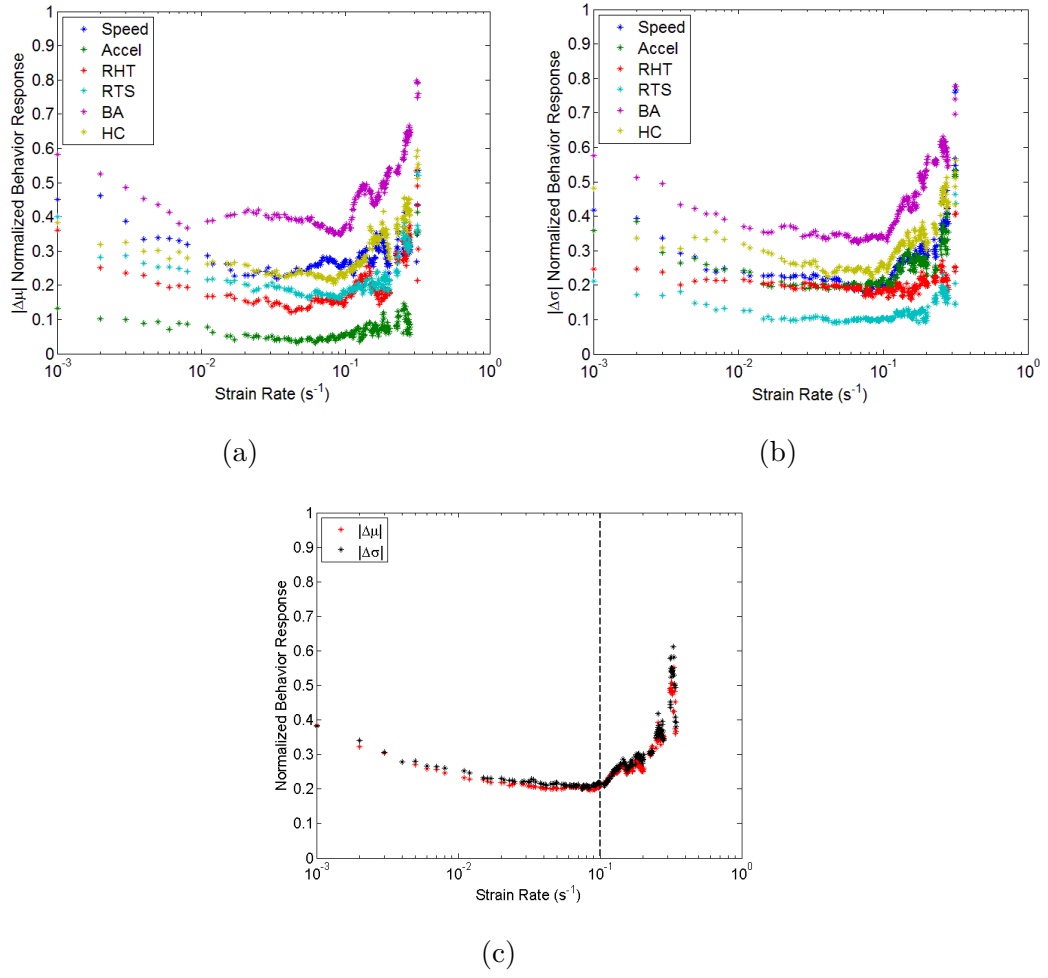 1
0.9
0.8
0.7
0.6
0.5
0.4
0.3
0.2
0.1
0
|Δμ| Normalized Behavior Response
Speed
Accel
RHT
RTS
BA
HC
10⁻³ 10⁻² 10⁻¹ 10⁰
Strain Rate (s⁻¹)
(a)
1
0.9
0.8
0.7
0.6
0.5
0.4
0.3
0.2
0.1
0
|Δσ| Normalized Behavior Response
Speed
Accel
RHT
RTS
BA
HC
10⁻³ 10⁻² 10⁻¹ 10⁰
Strain Rate (s⁻¹)
(b)
1
0.9
0.8
0.7
0.6
0.5
0.4
0.3
0.2
0.1
0
Normalized Behavior Response
|Δμ|
|Δσ|
10⁻³ 10⁻² 10⁻¹ 10⁰
Strain Rate (s⁻¹)
(c)